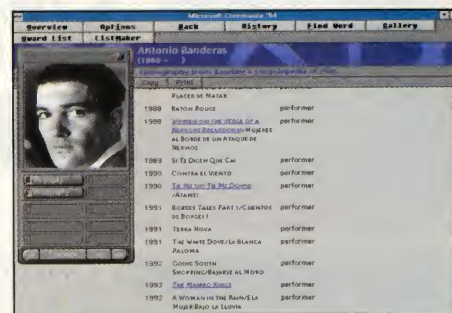 Microsoft Cinemania '94
Overview Options Back History Find Word Gallery
Award List ListMaker
Antonio Banderas
(1960 – )
Filmography from Baseline's Encyclopedia of Film
Copy Print
PLACER DE MATAR
1988 BATON ROUGE performer
1988 WOMEN ON THE VERGE OF A performer
NERVOUS BREAKDOWN/MUJERES
AL BORDE DE UN ATAQUE DE
NERVIOS
1989 SI TE DICEN QUE CAI performer
1990 CONTRA EL VIENTO performer
1990 TIE ME UP! TIE ME DOWN! performer
/¡ATAME!
1991 BORGES TALES PART I/CUENTOS performer
DE BORGES I
1991 TERRA NOVA performer
1991 THE WHITE DOVE/LA BLANCA performer
PALOMA
1992 GOING SOUTH performer
SHOPPING/BAJARSE AL MORO
1992 THE MAMBO KINGS performer
1992 A WOMAN IN THE RAIN/LA performer
MUJER BAJO LA LLUVIA